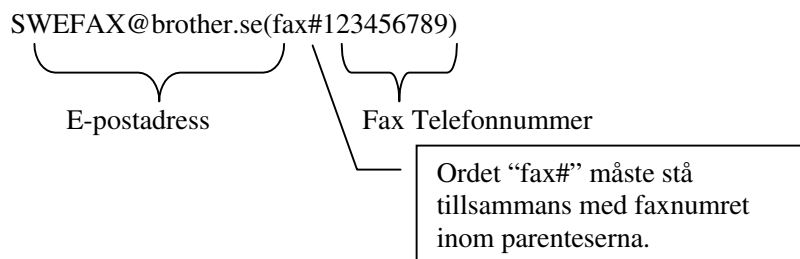 SWEFAX@brother.se(fax#123456789)
E-postadress Fax Telefonnummer
Ordet “fax#” måste stå
tillsammans med faxnumret
inom parenteserna.